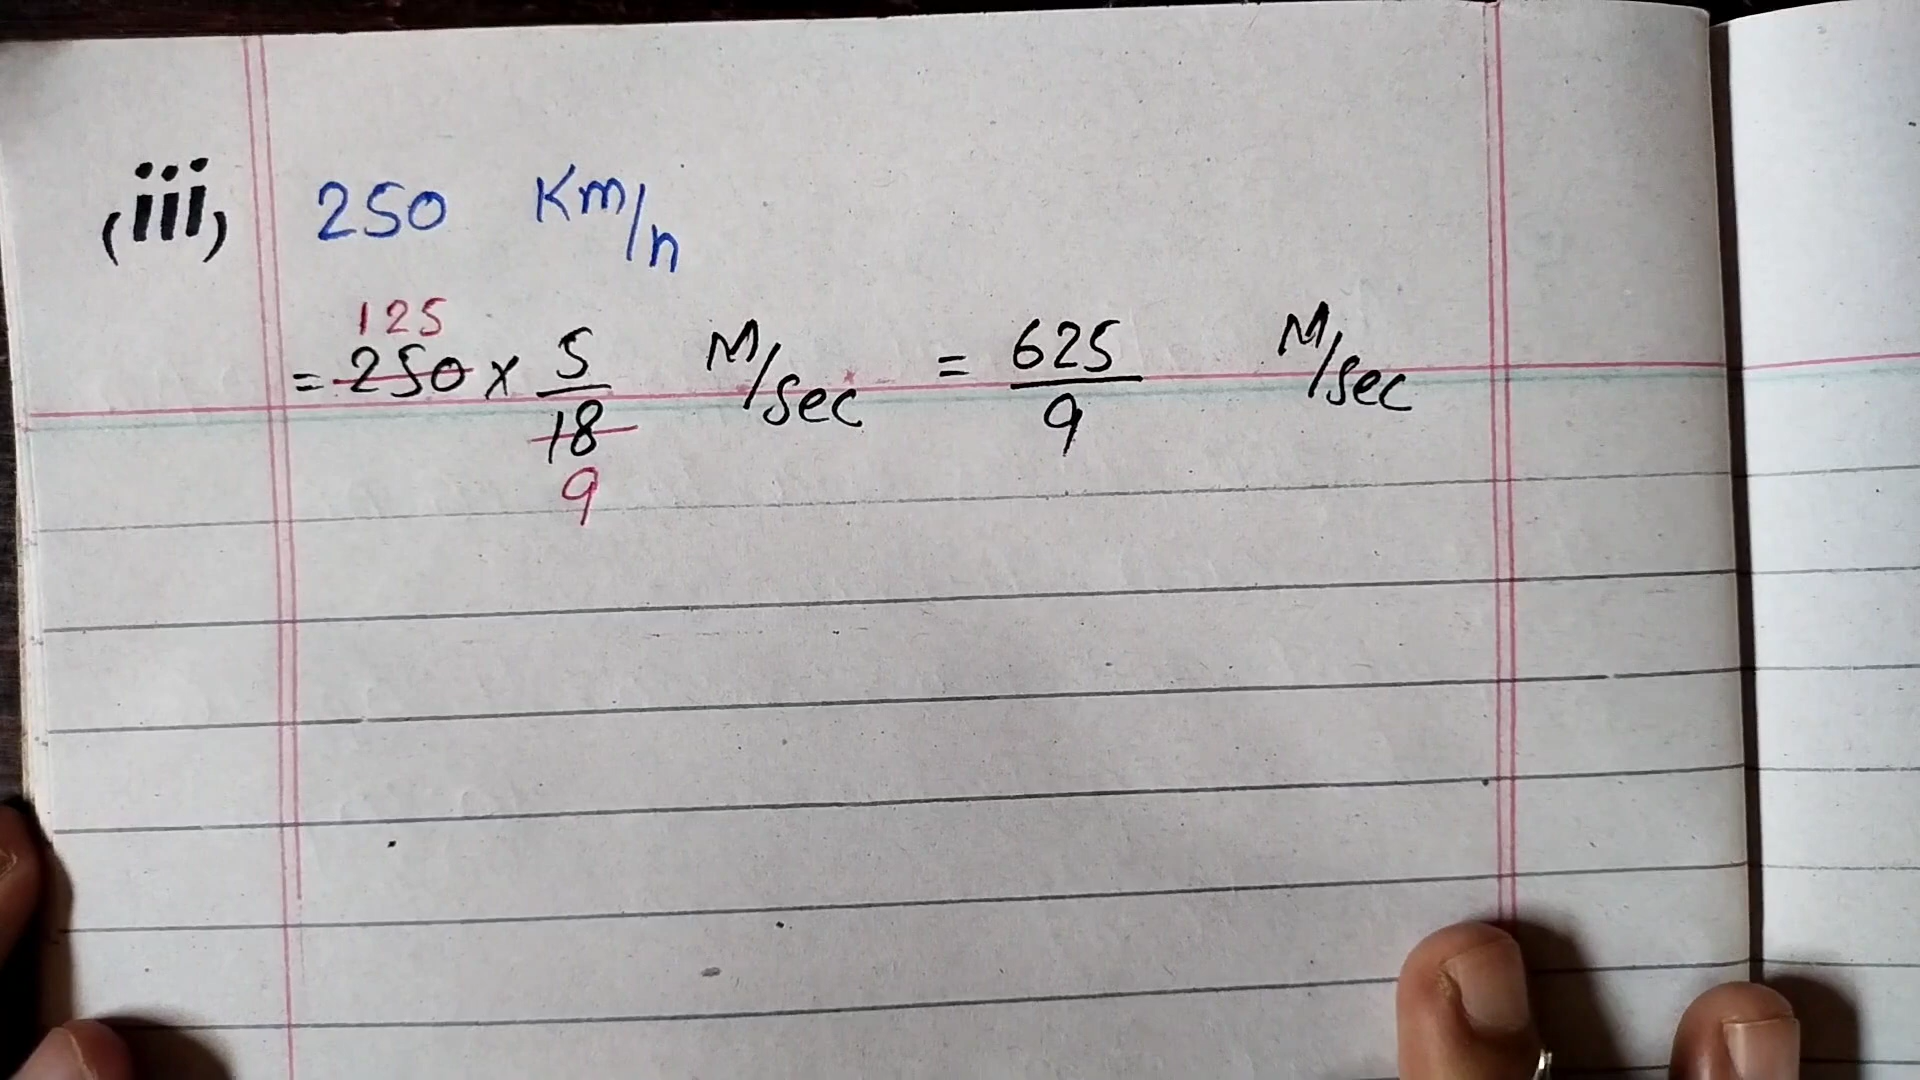 (iii) 250 Km/h
125
= 250 × 5/18 M/sec = 625/9 M/sec
9